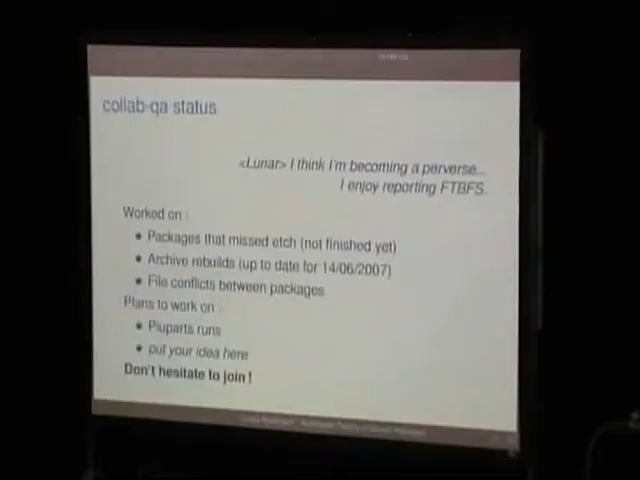 collab-qa status
<Lunar> I think I'm becoming a perverse...
I enjoy reporting FTBFS.
Worked on :
• Packages that missed etch (not finished yet)
• Archive rebuilds (up to date for 14/06/2007)
• File conflicts between packages
Plans to work on :
• Piuparts runs
• put your idea here
Don't hesitate to join !